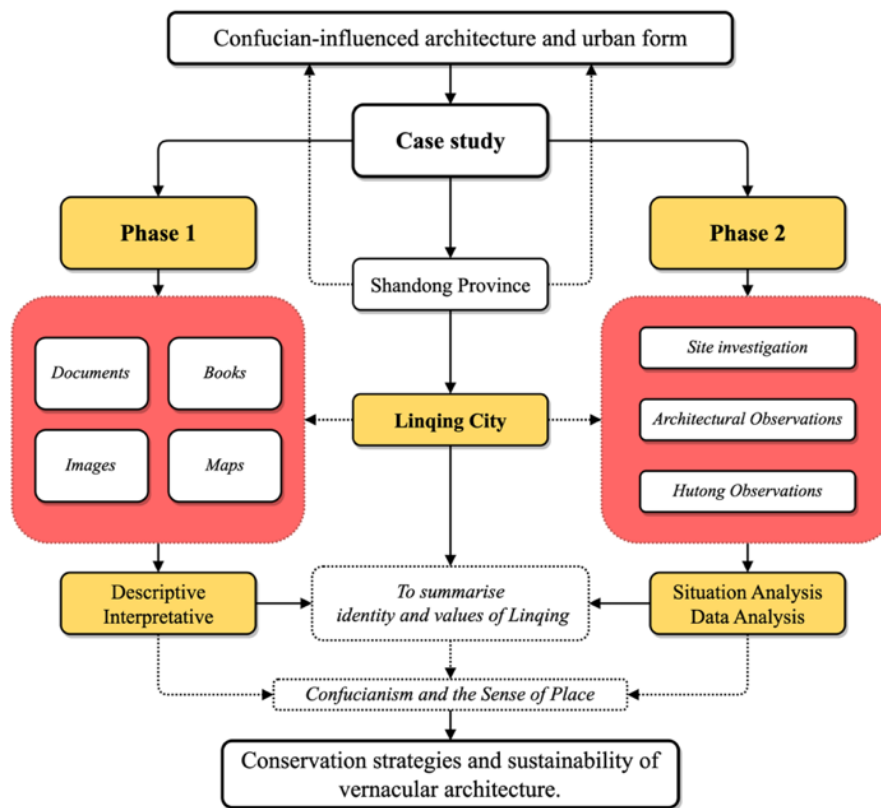 Confucian-influenced architecture and urban form
Case study
Phase 1
Phase 2
Shandong Province
Documents
Books
Images
Maps
Linqing City
Site investigation
Architectural Observations
Hutong Observations
Descriptive
Interpretative
To summarise
identity and values of Linqing
Situation Analysis
Data Analysis
Confucianism and the Sense of Place
Conservation strategies and sustainability of
vernacular architecture.